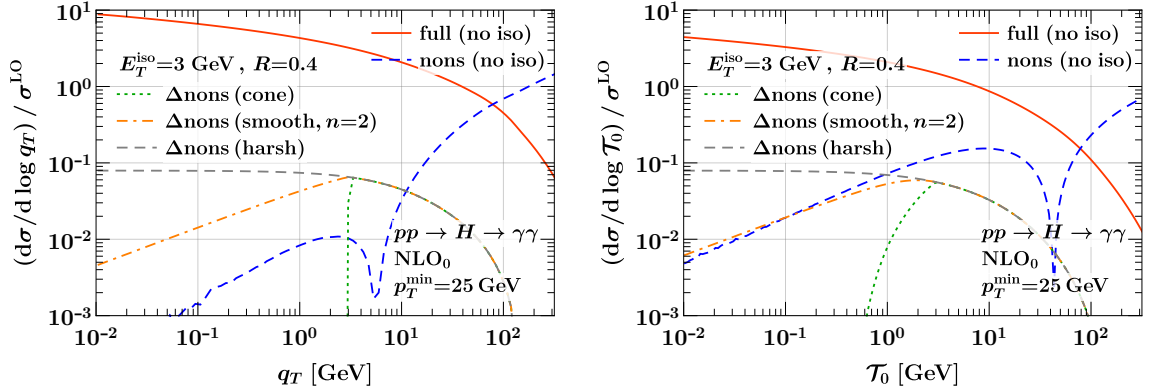 (dσ/d log q_T) / σ^LO
10^1
10^0
10^−1
10^−2
10^−3
full (no iso)
E_T^iso=3 GeV , R=0.4
nons (no iso)
Δnons (cone)
Δnons (smooth, n=2)
Δnons (harsh)
pp → H → γγ
NLO_0
p_T^min=25 GeV
10^−2 10^−1 10^0 10^1 10^2
q_T [GeV]
(dσ/d log 𝒯_0) / σ^LO
10^1
10^0
10^−1
10^−2
10^−3
full (no iso)
E_T^iso=3 GeV , R=0.4
nons (no iso)
Δnons (cone)
Δnons (smooth, n=2)
Δnons (harsh)
pp → H → γγ
NLO_0
p_T^min=25 GeV
10^−2 10^−1 10^0 10^1 10^2
𝒯_0 [GeV]